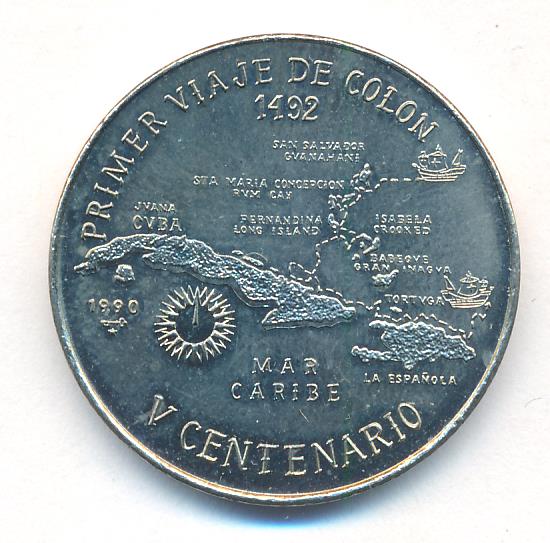 PRIMER VIAJE DE COLON
1492
SAN SALVADOR
GVANAHANI
STA MARIA CONCEPCION
RVM CAY
JVANA
CVBA
FERNANDINA
LONG ISLAND
ISABELA
CROOKED
BABEQVE
GRAN INAGVA
1990
TORTVGA
MAR
CARIBE
LA ESPAÑOLA
V CENTENARIO